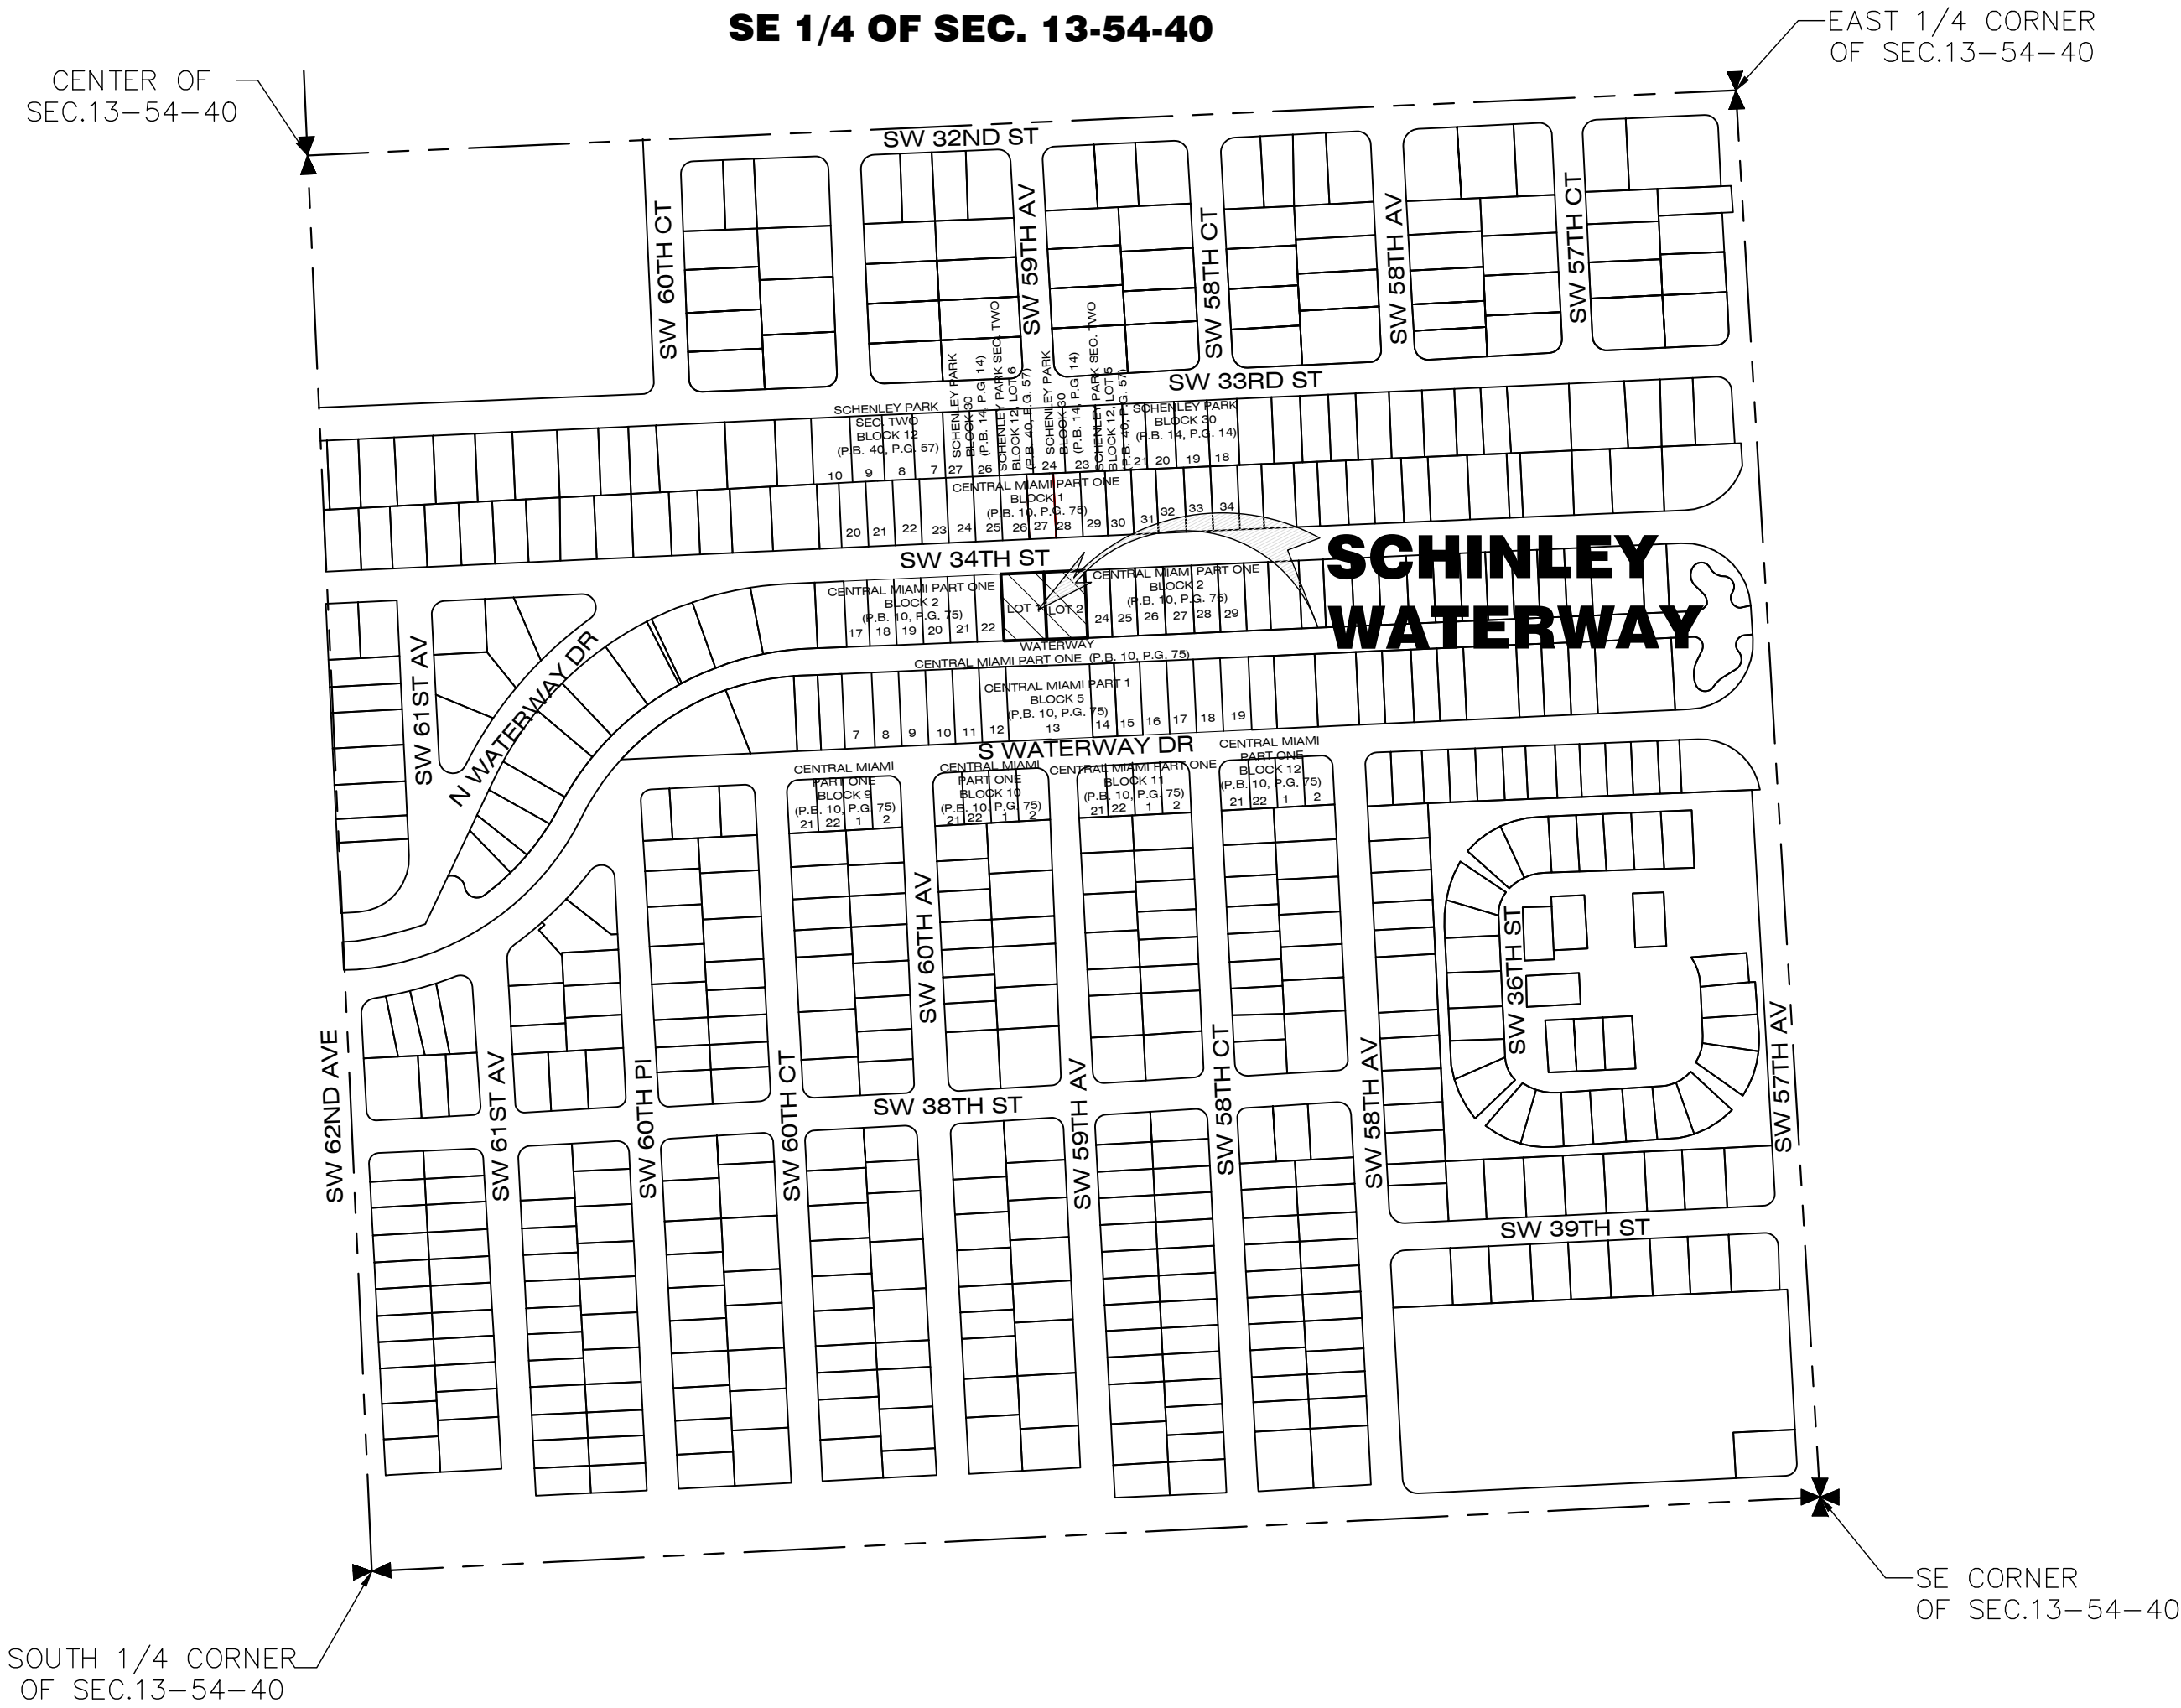 SE 1/4 OF SEC. 13-54-40
EAST 1/4 CORNER
OF SEC.13-54-40
CENTER OF
SEC.13-54-40
SW 32ND ST
SW 60TH CT
SW 59TH AV
SW 58TH CT
SW 58TH AV
SW 57TH CT
SW 33RD ST
SCHENLEY PARK
SEC. TWO
BLOCK 12
(P.B. 40, P.G. 57)
10 9 8 7
SCHENLEY PARK
BLOCK 30
(P.B. 14, P.G. 14)
27 26
SCHENLEY PARK SEC. TWO
BLOCK 12, LOT 6
(P.B. 40, P.G. 57)
SCHENLEY PARK
BLOCK 30
(P.B. 14, P.G. 14)
24 23
SCHENLEY PARK SEC. TWO
BLOCK 12, LOT 5
(P.B. 40, P.G. 57)
SCHENLEY PARK
BLOCK 30
(P.B. 14, P.G. 14)
21 20 19 18
CENTRAL MIAMI PART ONE
BLOCK 1
(P.B. 10, P.G. 75)
20 21 22 23 24 25 26 27 28 29 30 31 32 33 34
SW 34TH ST
SCHINLEY
WATERWAY
CENTRAL MIAMI PART ONE
BLOCK 2
(P.B. 10, P.G. 75)
17 18 19 20 21 22
LOT 1
LOT 2
CENTRAL MIAMI PART ONE
BLOCK 2
(P.B. 10, P.G. 75)
24 25 26 27 28 29
WATERWAY
CENTRAL MIAMI PART ONE (P.B. 10, P.G. 75)
SW 61ST AV
N WATERWAY DR
CENTRAL MIAMI PART 1
BLOCK 5
(P.B. 10, P.G. 75)
7 8 9 10 11 12 13 14 15 16 17 18 19
S WATERWAY DR
CENTRAL MIAMI
PART ONE
BLOCK 9
(P.B. 10, P.G. 75)
21 22 1 2
CENTRAL MIAMI
PART ONE
BLOCK 10
(P.B. 10, P.G. 75)
21 22 1 2
CENTRAL MIAMI PART ONE
BLOCK 11
(P.B. 10, P.G. 75)
21 22 1 2
CENTRAL MIAMI
PART ONE
BLOCK 12
(P.B. 10, P.G. 75)
21 22 1 2
SW 60TH AV
SW 36TH ST
SW 62ND AVE
SW 61ST AV
SW 60TH Pl
SW 60TH CT
SW 38TH ST
SW 59TH AV
SW 58TH CT
SW 58TH AV
SW 57TH AV
SW 39TH ST
SE CORNER
OF SEC.13-54-40
SOUTH 1/4 CORNER
OF SEC.13-54-40